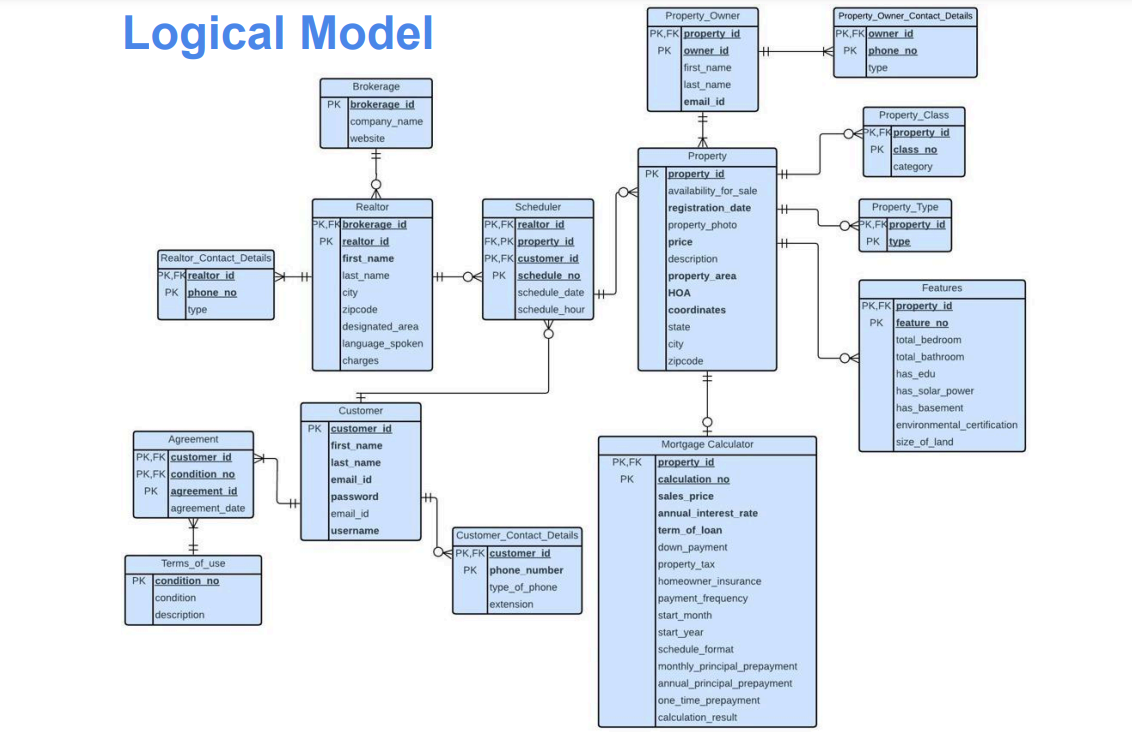 Logical Model
Property_Owner
PK,FK property_id
PK owner_id
first_name
last_name
email_id
Property_Owner_Contact_Details
PK,FK owner_id
PK phone_no
type
Brokerage
PK brokerage_id
company_name
website
Property_Class
PK,FK property_id
PK class_no
category
Property
PK property_id
availability_for_sale
registration_date
property_photo
price
description
property_area
HOA
coordinates
state
city
zipcode
Realtor
PK,FK brokerage_id
PK realtor_id
first_name
last_name
city
zipcode
designated_area
language_spoken
charges
Scheduler
PK,FK realtor_id
FK,PK property_id
PK,FK customer_id
PK schedule_no
schedule_date
schedule_hour
Property_Type
PK,FK property_id
PK type
Realtor_Contact_Details
PK,FK realtor_id
PK phone_no
type
Features
PK,FK property_id
PK feature_no
total_bedroom
total_bathroom
has_edu
has_solar_power
has_basement
environmental_certification
size_of_land
Customer
PK customer_id
first_name
last_name
email_id
password
email_id
username
Agreement
PK,FK customer_id
PK,FK condition_no
PK agreement_id
agreement_date
Mortgage Calculator
PK,FK property_id
PK calculation_no
sales_price
annual_interest_rate
term_of_loan
down_payment
property_tax
homeowner_insurance
payment_frequency
start_month
start_year
schedule_format
monthly_principal_prepayment
annual_principal_prepayment
one_time_prepayment
calculation_result
Customer_Contact_Details
PK,FK customer_id
PK phone_number
type_of_phone
extension
Terms_of_use
PK condition_no
condition
description